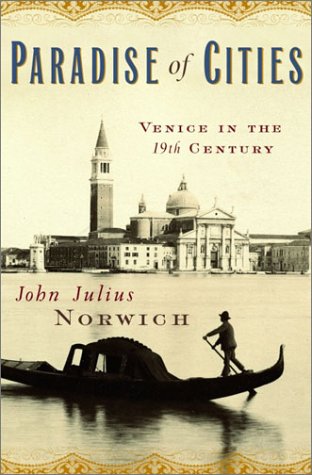 PARADISE of CITIES
VENICE IN THE
19th CENTURY
John Julius
NORWICH